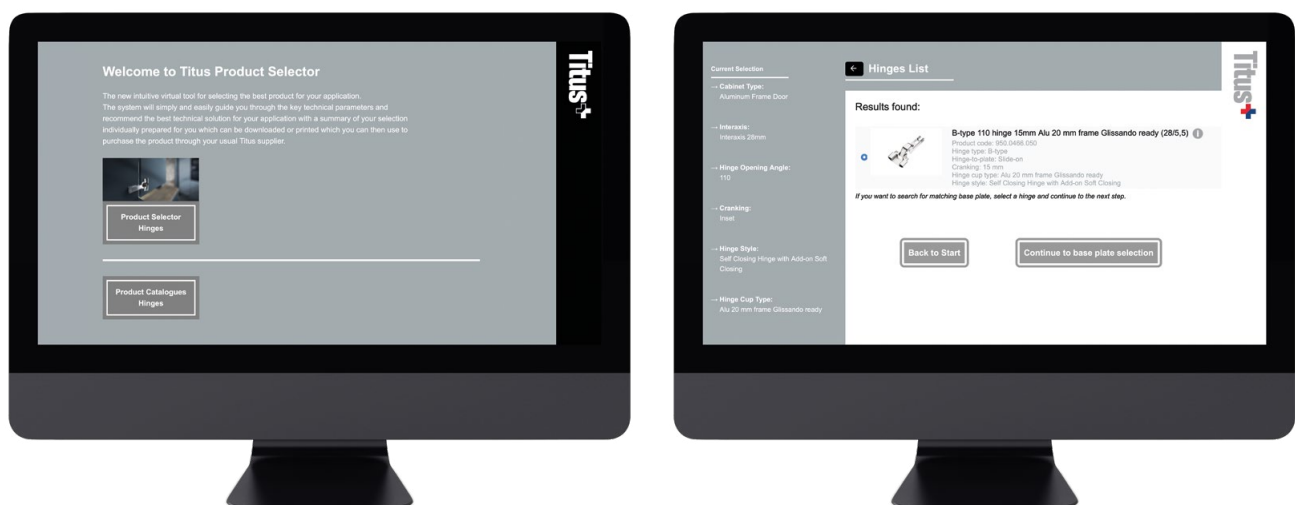 Welcome to Titus Product Selector
The new intuitive virtual tool for selecting the best product for your application.
The system will simply and easily guide you through the key technical parameters and
recommend the best technical solution for your application with a summary of your selection
individually prepared for you which can be downloaded or printed which you can then use to
purchase the product through your usual Titus supplier.
Product Selector
Hinges
Product Catalogues
Hinges
Titus
Current Selection
→ Cabinet Type:
Aluminum Frame Door
→ Interaxis:
Interaxis 28mm
→ Hinge Opening Angle:
110
→ Cranking:
Inset
→ Hinge Style:
Self Closing Hinge with Add-on Soft
Closing
→ Hinge Cup Type:
Alu 20 mm frame Glissando ready
← Hinges List
Results found:
B-type 110 hinge 15mm Alu 20 mm frame Glissando ready (28/5,5) i
Product code: 950.0466.050
Hinge type: B-type
Hinge-to-plate: Slide-on
Cranking: 15 mm
Hinge cup type: Alu 20 mm frame Glissando ready
Hinge style: Self Closing Hinge with Add-on Soft Closing
If you want to search for matching base plate, select a hinge and continue to the next step.
Back to Start
Continue to base plate selection
Titus